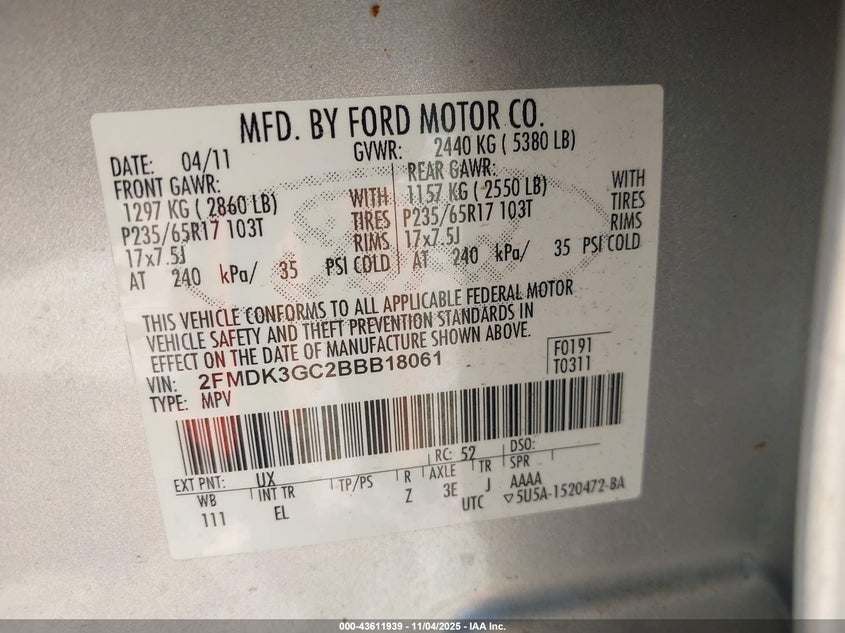 MFD. BY FORD MOTOR CO.
DATE: 04/11
GVWR: 2440 KG ( 5380 LB)
FRONT GAWR:
1297 KG ( 2860 LB)
WITH
P235/65R17 103T
TIRES
17x7.5J
RIMS
AT 240 kPa/ 35 PSI COLD
REAR GAWR:
1157 KG ( 2550 LB)
WITH
P235/65R17 103T
TIRES
17x7.5J
RIMS
AT 240 kPa/ 35 PSI COLD
THIS VEHICLE CONFORMS TO ALL APPLICABLE FEDERAL MOTOR
VEHICLE SAFETY AND THEFT PREVENTION STANDARDS IN
EFFECT ON THE DATE OF MANUFACTURE SHOWN ABOVE.
VIN: 2FMDK3GC2BBB18061
F0191
T0311
TYPE: MPV
EXT PNT: UX
RC: 52
DSO:
WB
INT TR
TP/PS
R
AXLE
TR
SPR
111
EL
Z
3E
J
AAAA
UTC
▽5U5A-1520472-BA
000-43611939 - 11/04/2025 - IAA Inc.